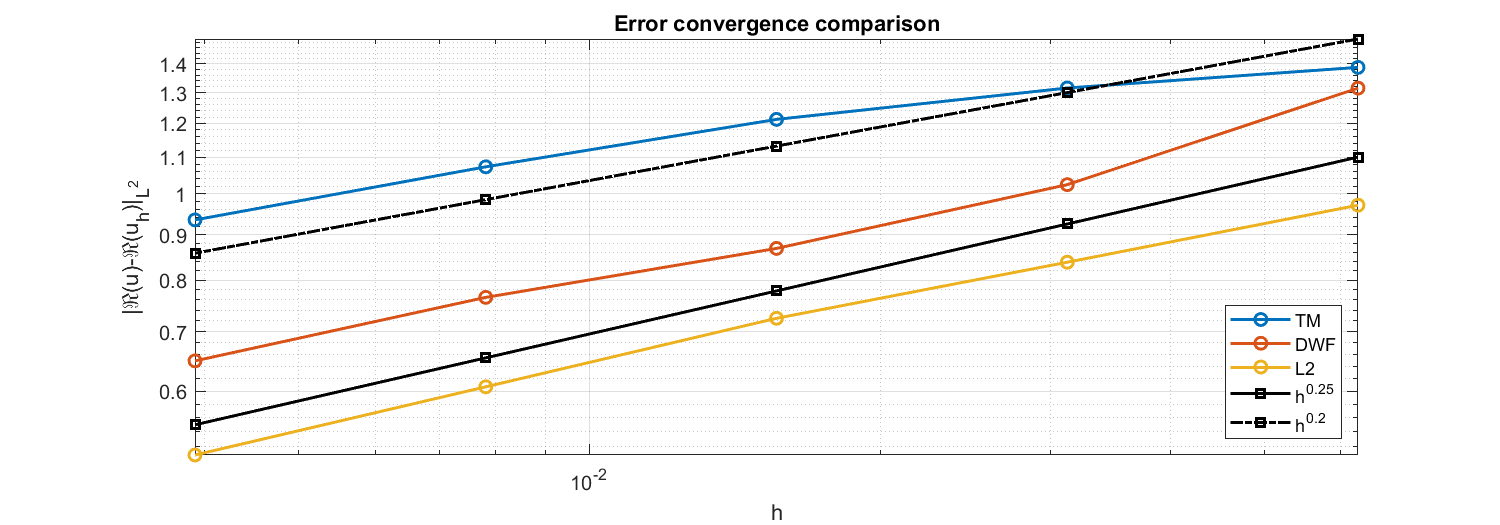 Error convergence comparison
|ℜ(u)-ℜ(u_h)|_L^2
1.4
1.3
1.2
1.1
1
0.9
0.8
0.7
0.6
10^-2
h
TM
DWF
L2
h^0.25
h^0.2